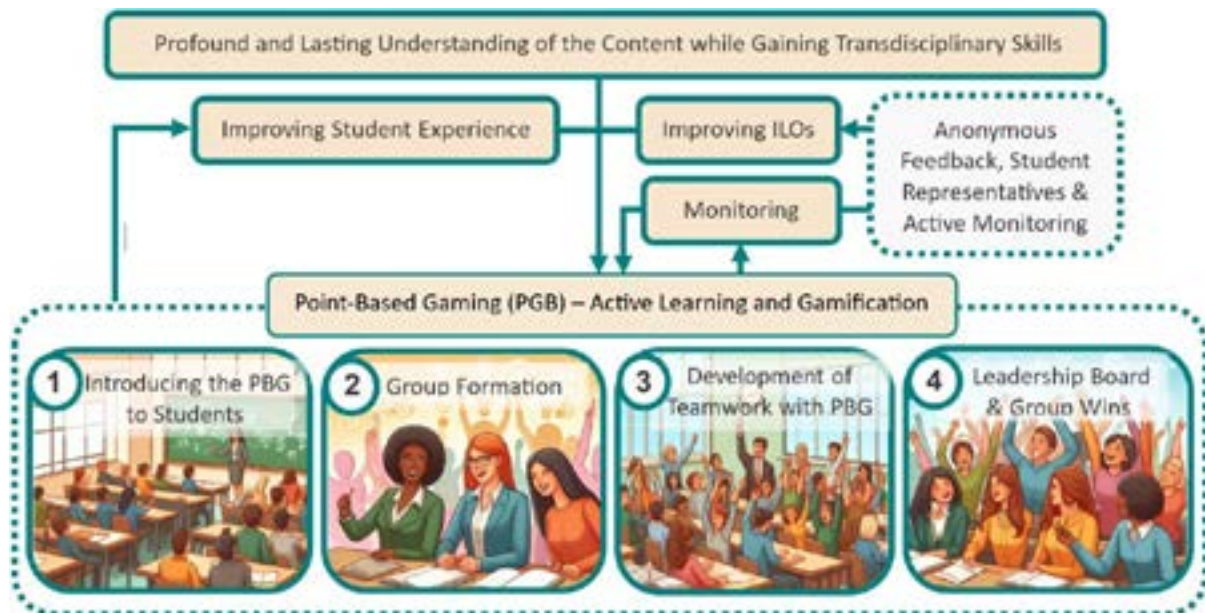 Profound and Lasting Understanding of the Content while Gaining Transdisciplinary Skills
Improving Student Experience
Improving ILOs
Anonymous
Feedback, Student
Representatives &
Active Monitoring
Monitoring
Point-Based Gaming (PGB) – Active Learning and Gamification
1
Introducing the PBG
to Students
2
Group Formation
3
Development of
Teamwork with PBG
4
Leadership Board
& Group Wins